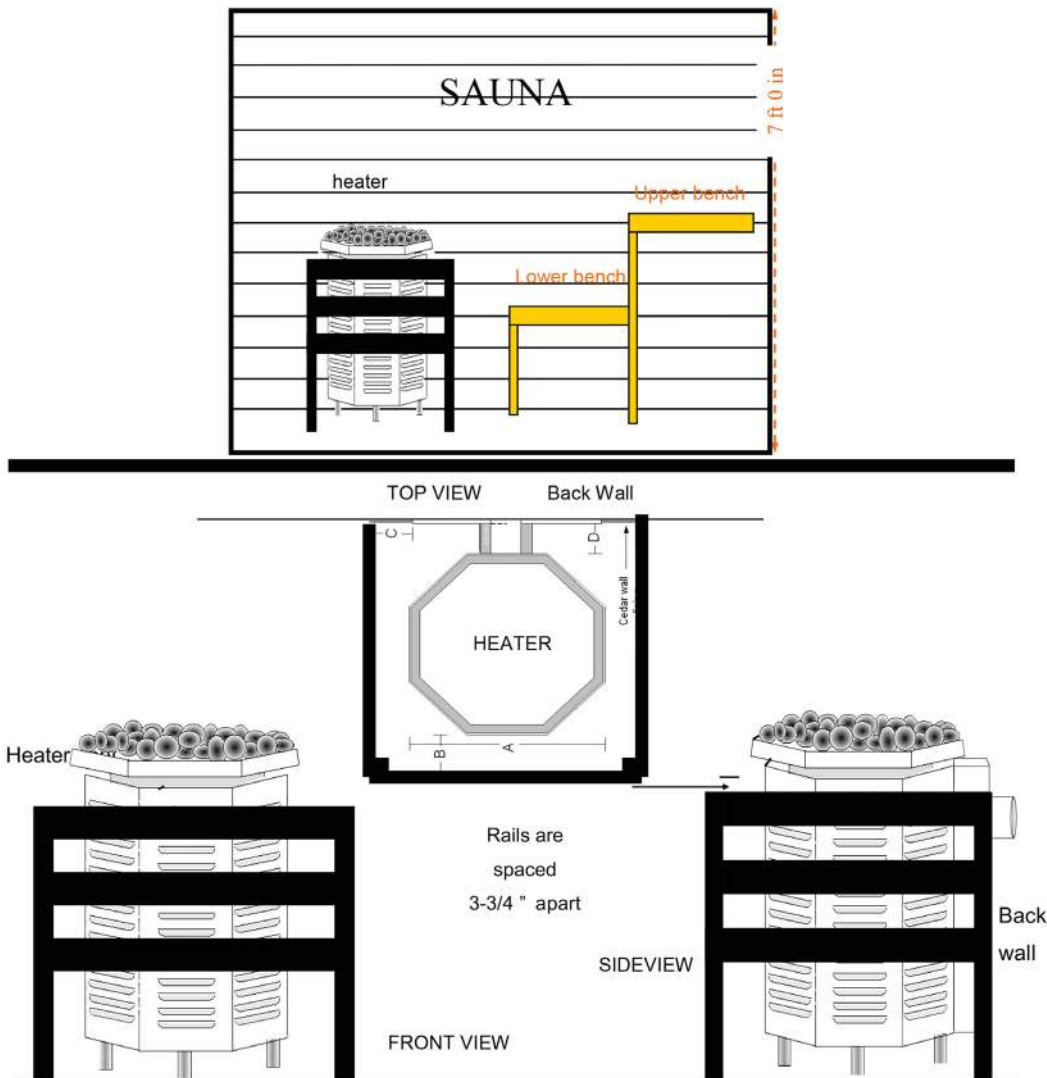 SAUNA
7 ft 0 in
heater
Upper bench
Lower bench
TOP VIEW
Back Wall
C
D
Cedar wall
HEATER
B
A
Heater
Rails are
spaced
3-3/4 ” apart
Back
wall
SIDEVIEW
FRONT VIEW